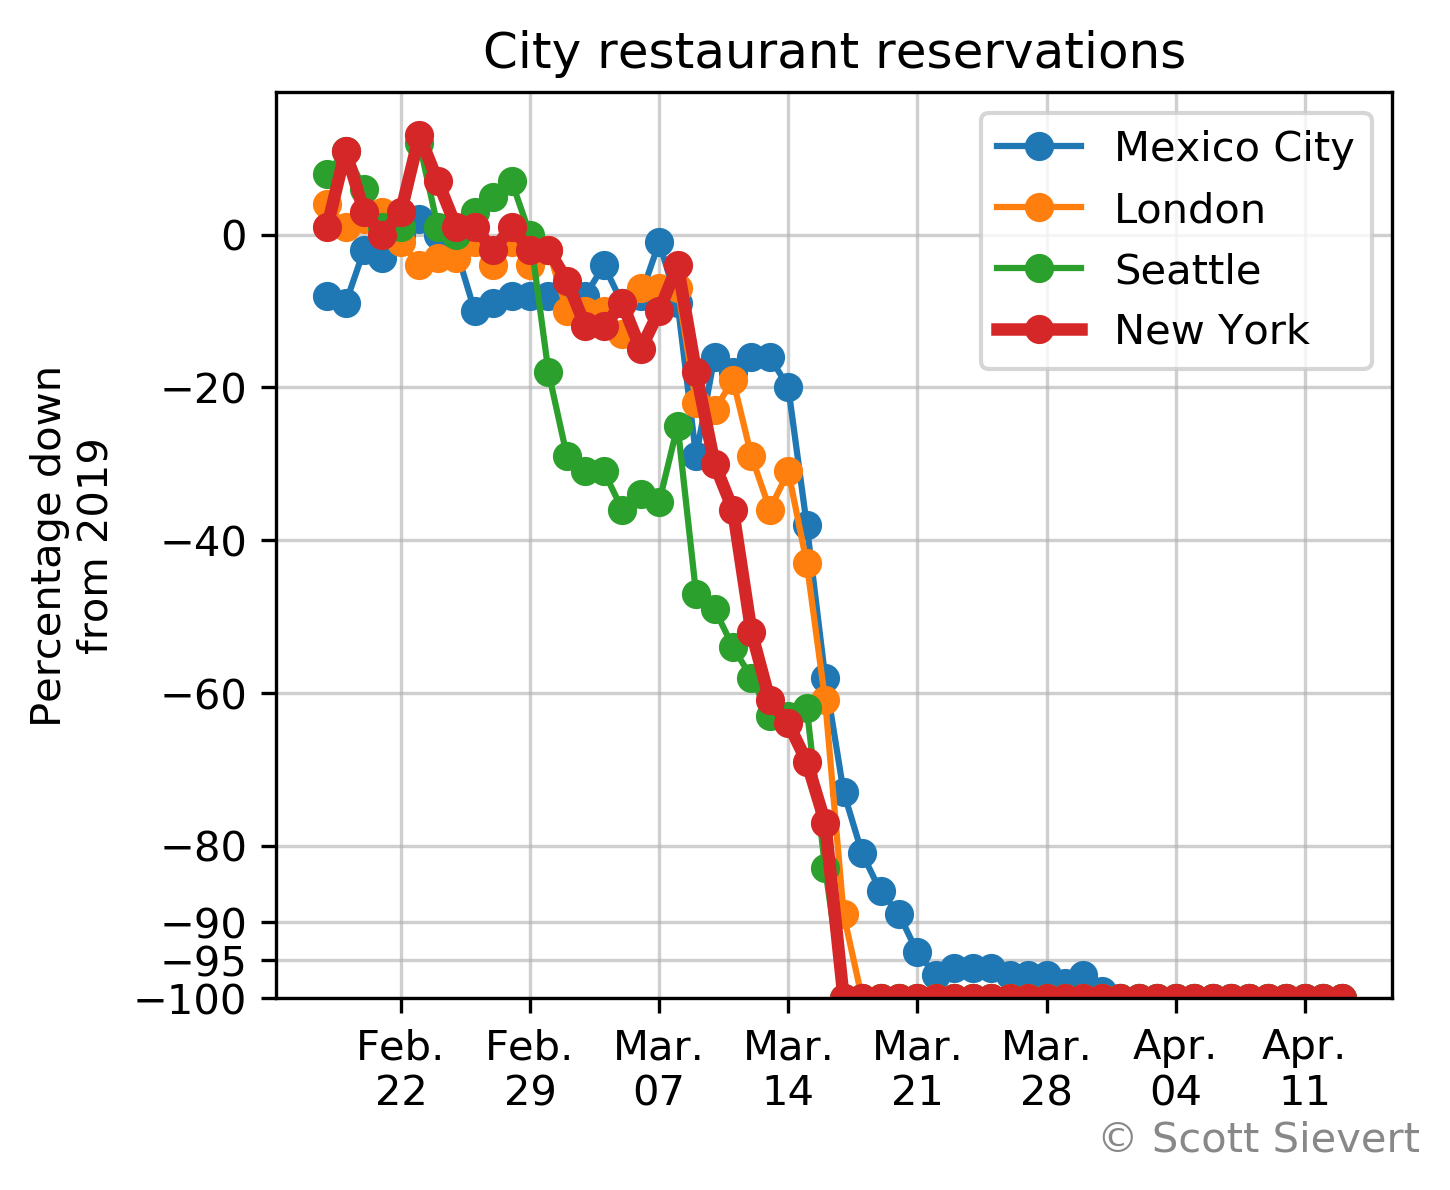 City restaurant reservations
Mexico City
London
Seattle
New York
Percentage down
from 2019
0
−20
−40
−60
−80
−90
−95
−100
Feb.
22
Feb.
29
Mar.
07
Mar.
14
Mar.
21
Mar.
28
Apr.
04
Apr.
11
© Scott Sievert